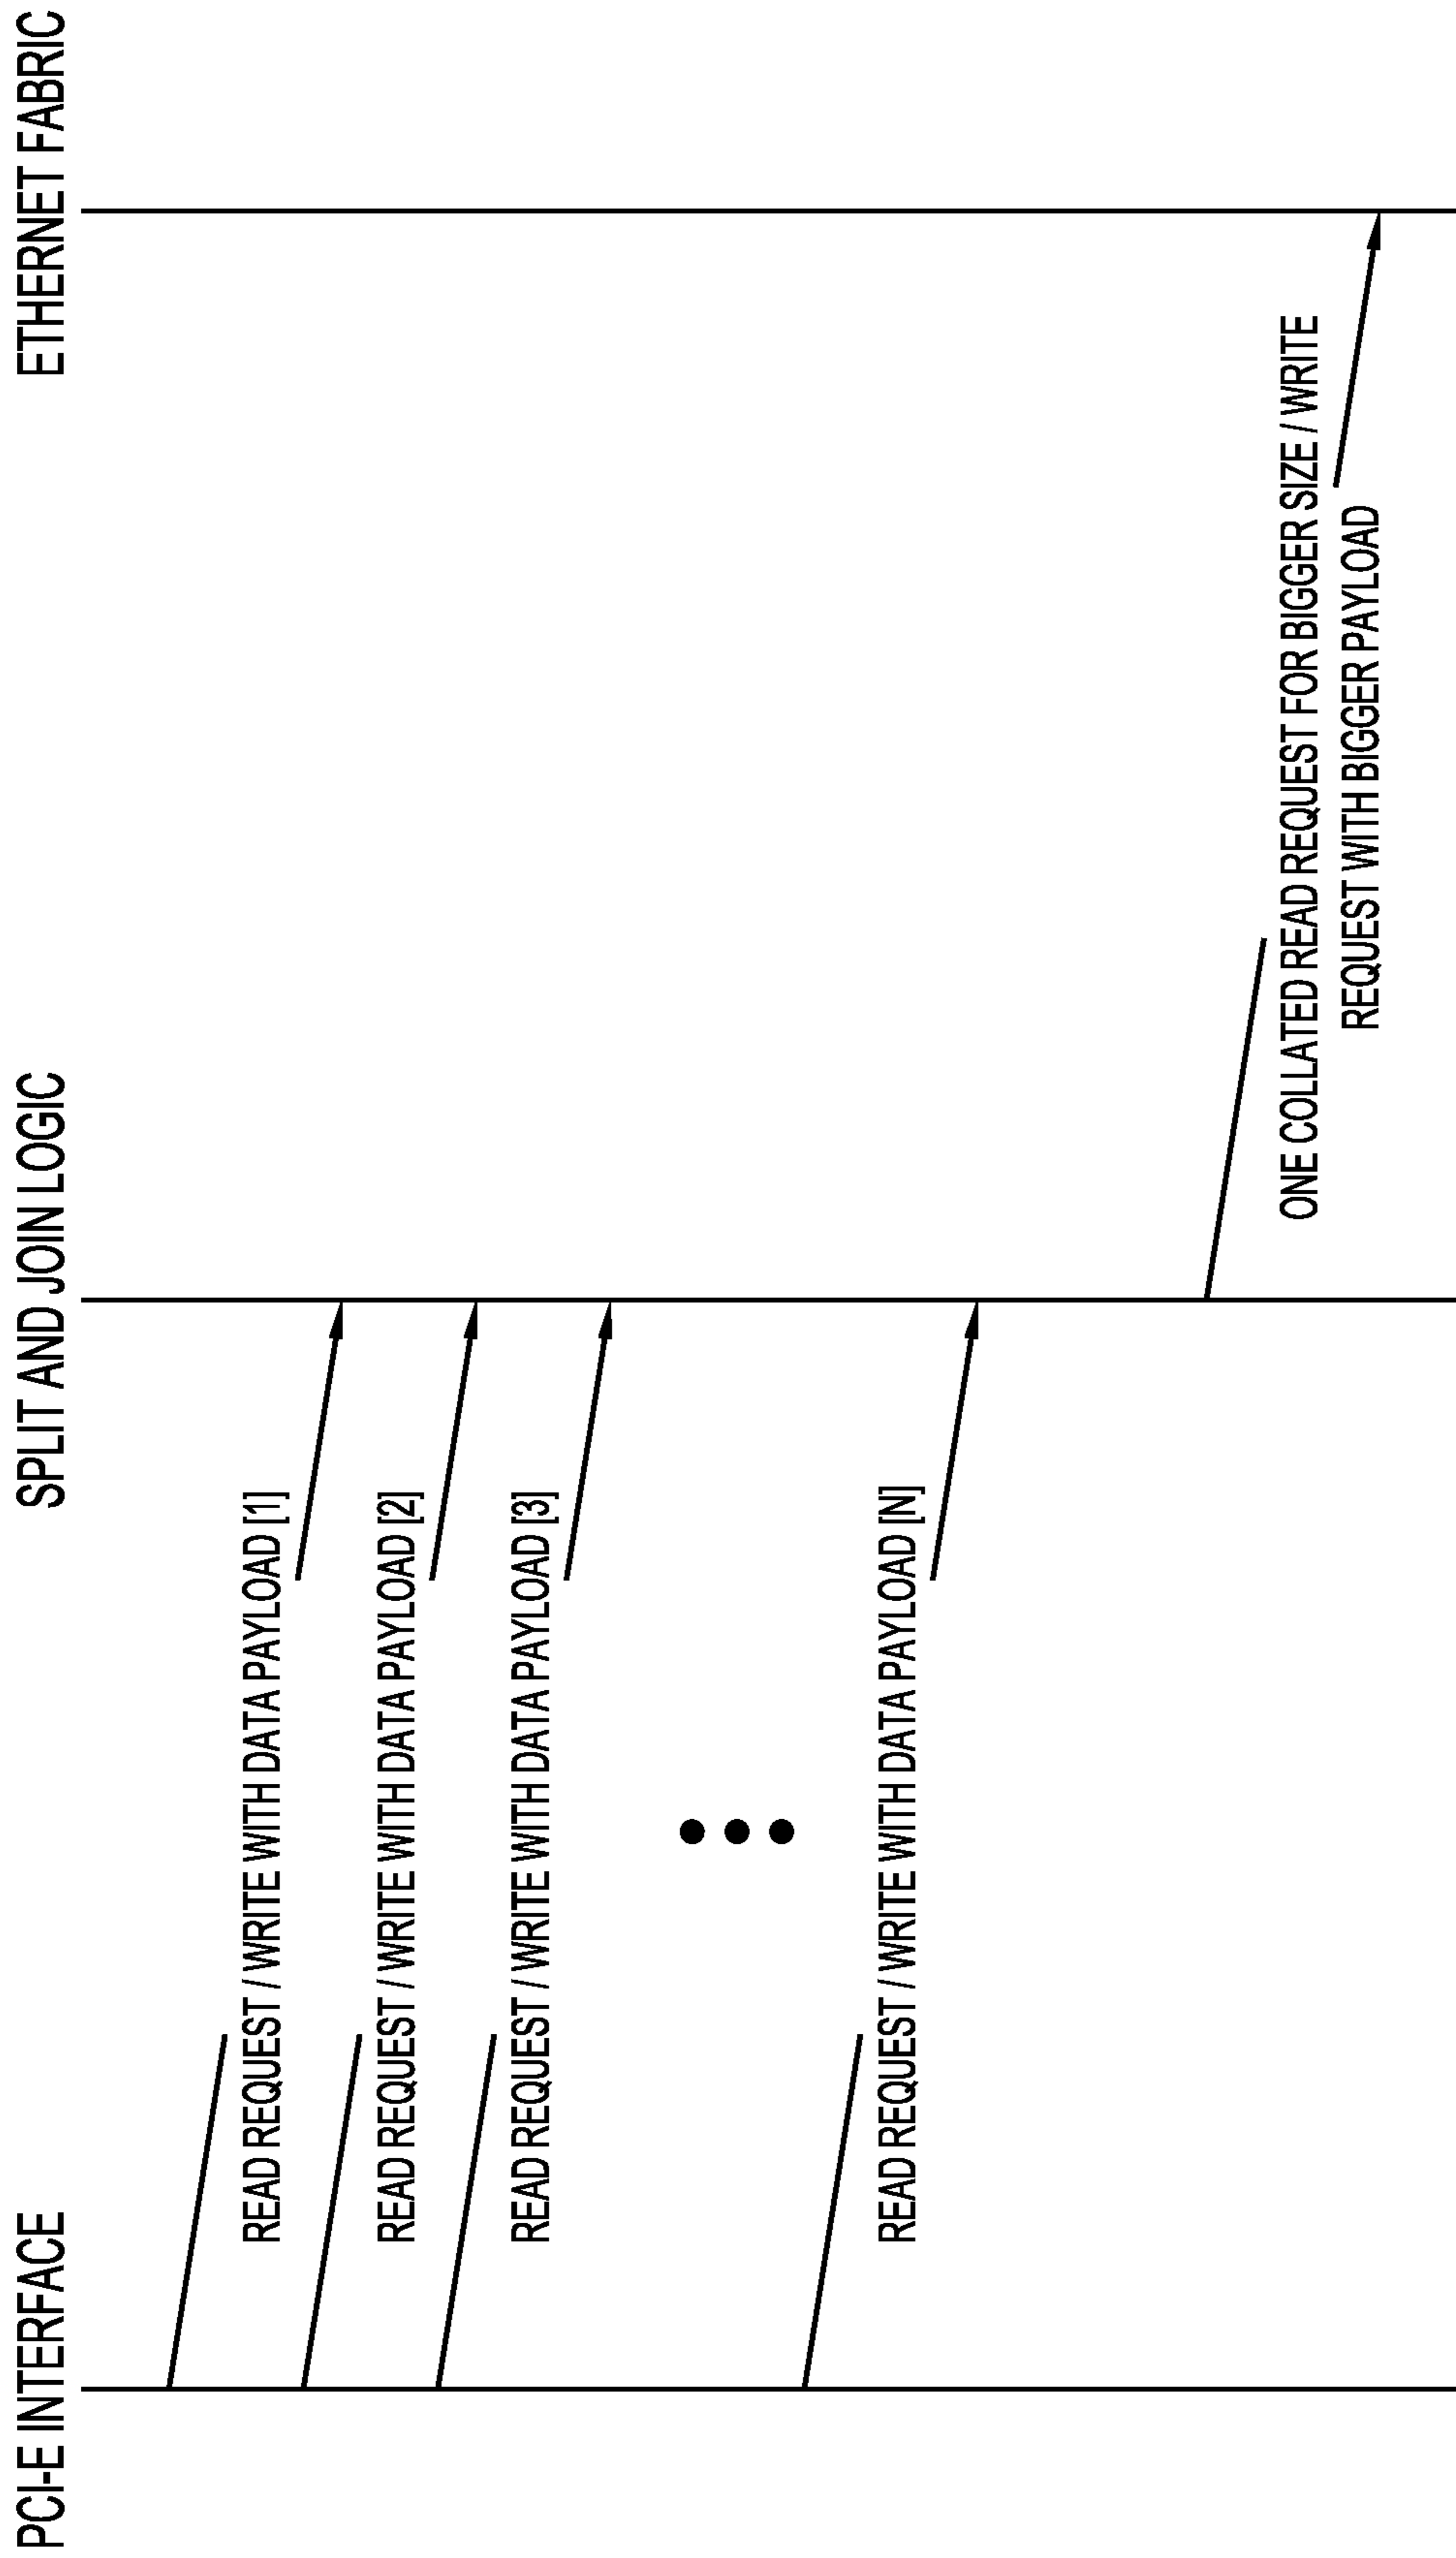 PCI-E INTERFACE
SPLIT AND JOIN LOGIC
ETHERNET FABRIC
READ REQUEST / WRITE WITH DATA PAYLOAD [1]
READ REQUEST / WRITE WITH DATA PAYLOAD [2]
READ REQUEST / WRITE WITH DATA PAYLOAD [3]
READ REQUEST / WRITE WITH DATA PAYLOAD [N]
ONE COLLATED READ REQUEST FOR BIGGER SIZE / WRITE
REQUEST WITH BIGGER PAYLOAD